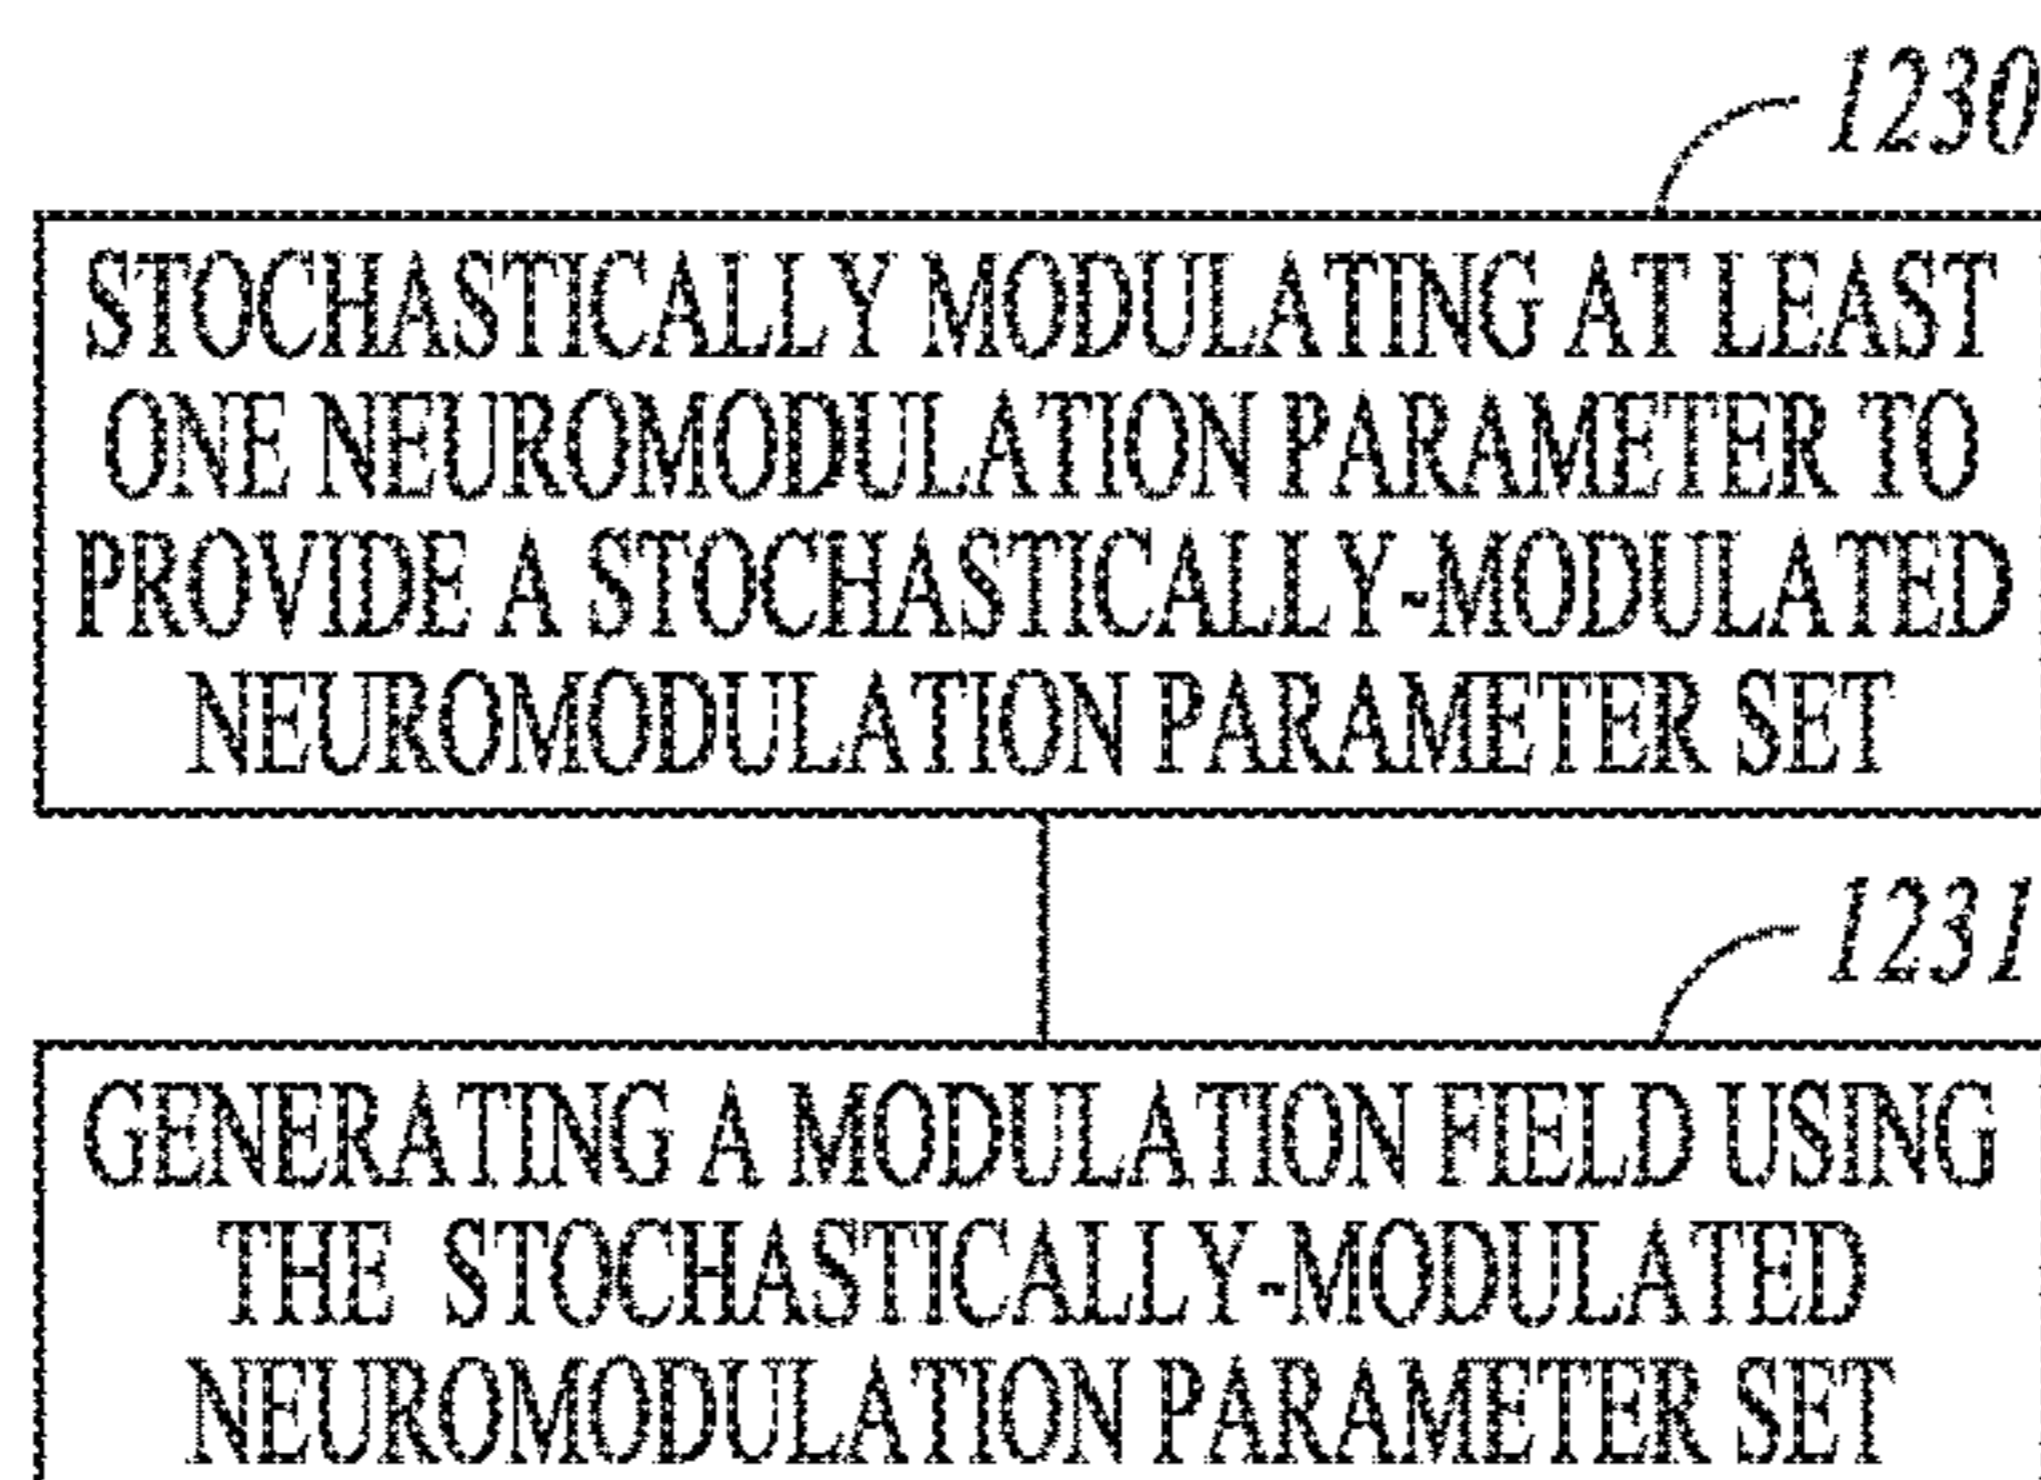 1230
STOCHASTICALLY MODULATING AT LEAST
ONE NEUROMODULATION PARAMETER TO
PROVIDE A STOCHASTICALLY-MODULATED
NEUROMODULATION PARAMETER SET
1231
GENERATING A MODULATION FIELD USING
THE STOCHASTICALLY-MODULATED
NEUROMODULATION PARAMETER SET